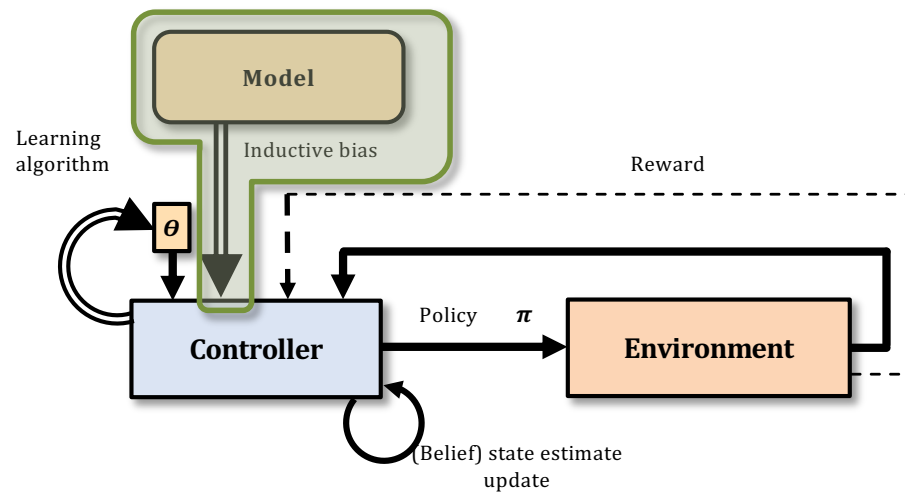 Model
Learning
algorithm
Inductive bias
Reward
θ
Policy π
Controller
Environment
(Belief) state estimate
update